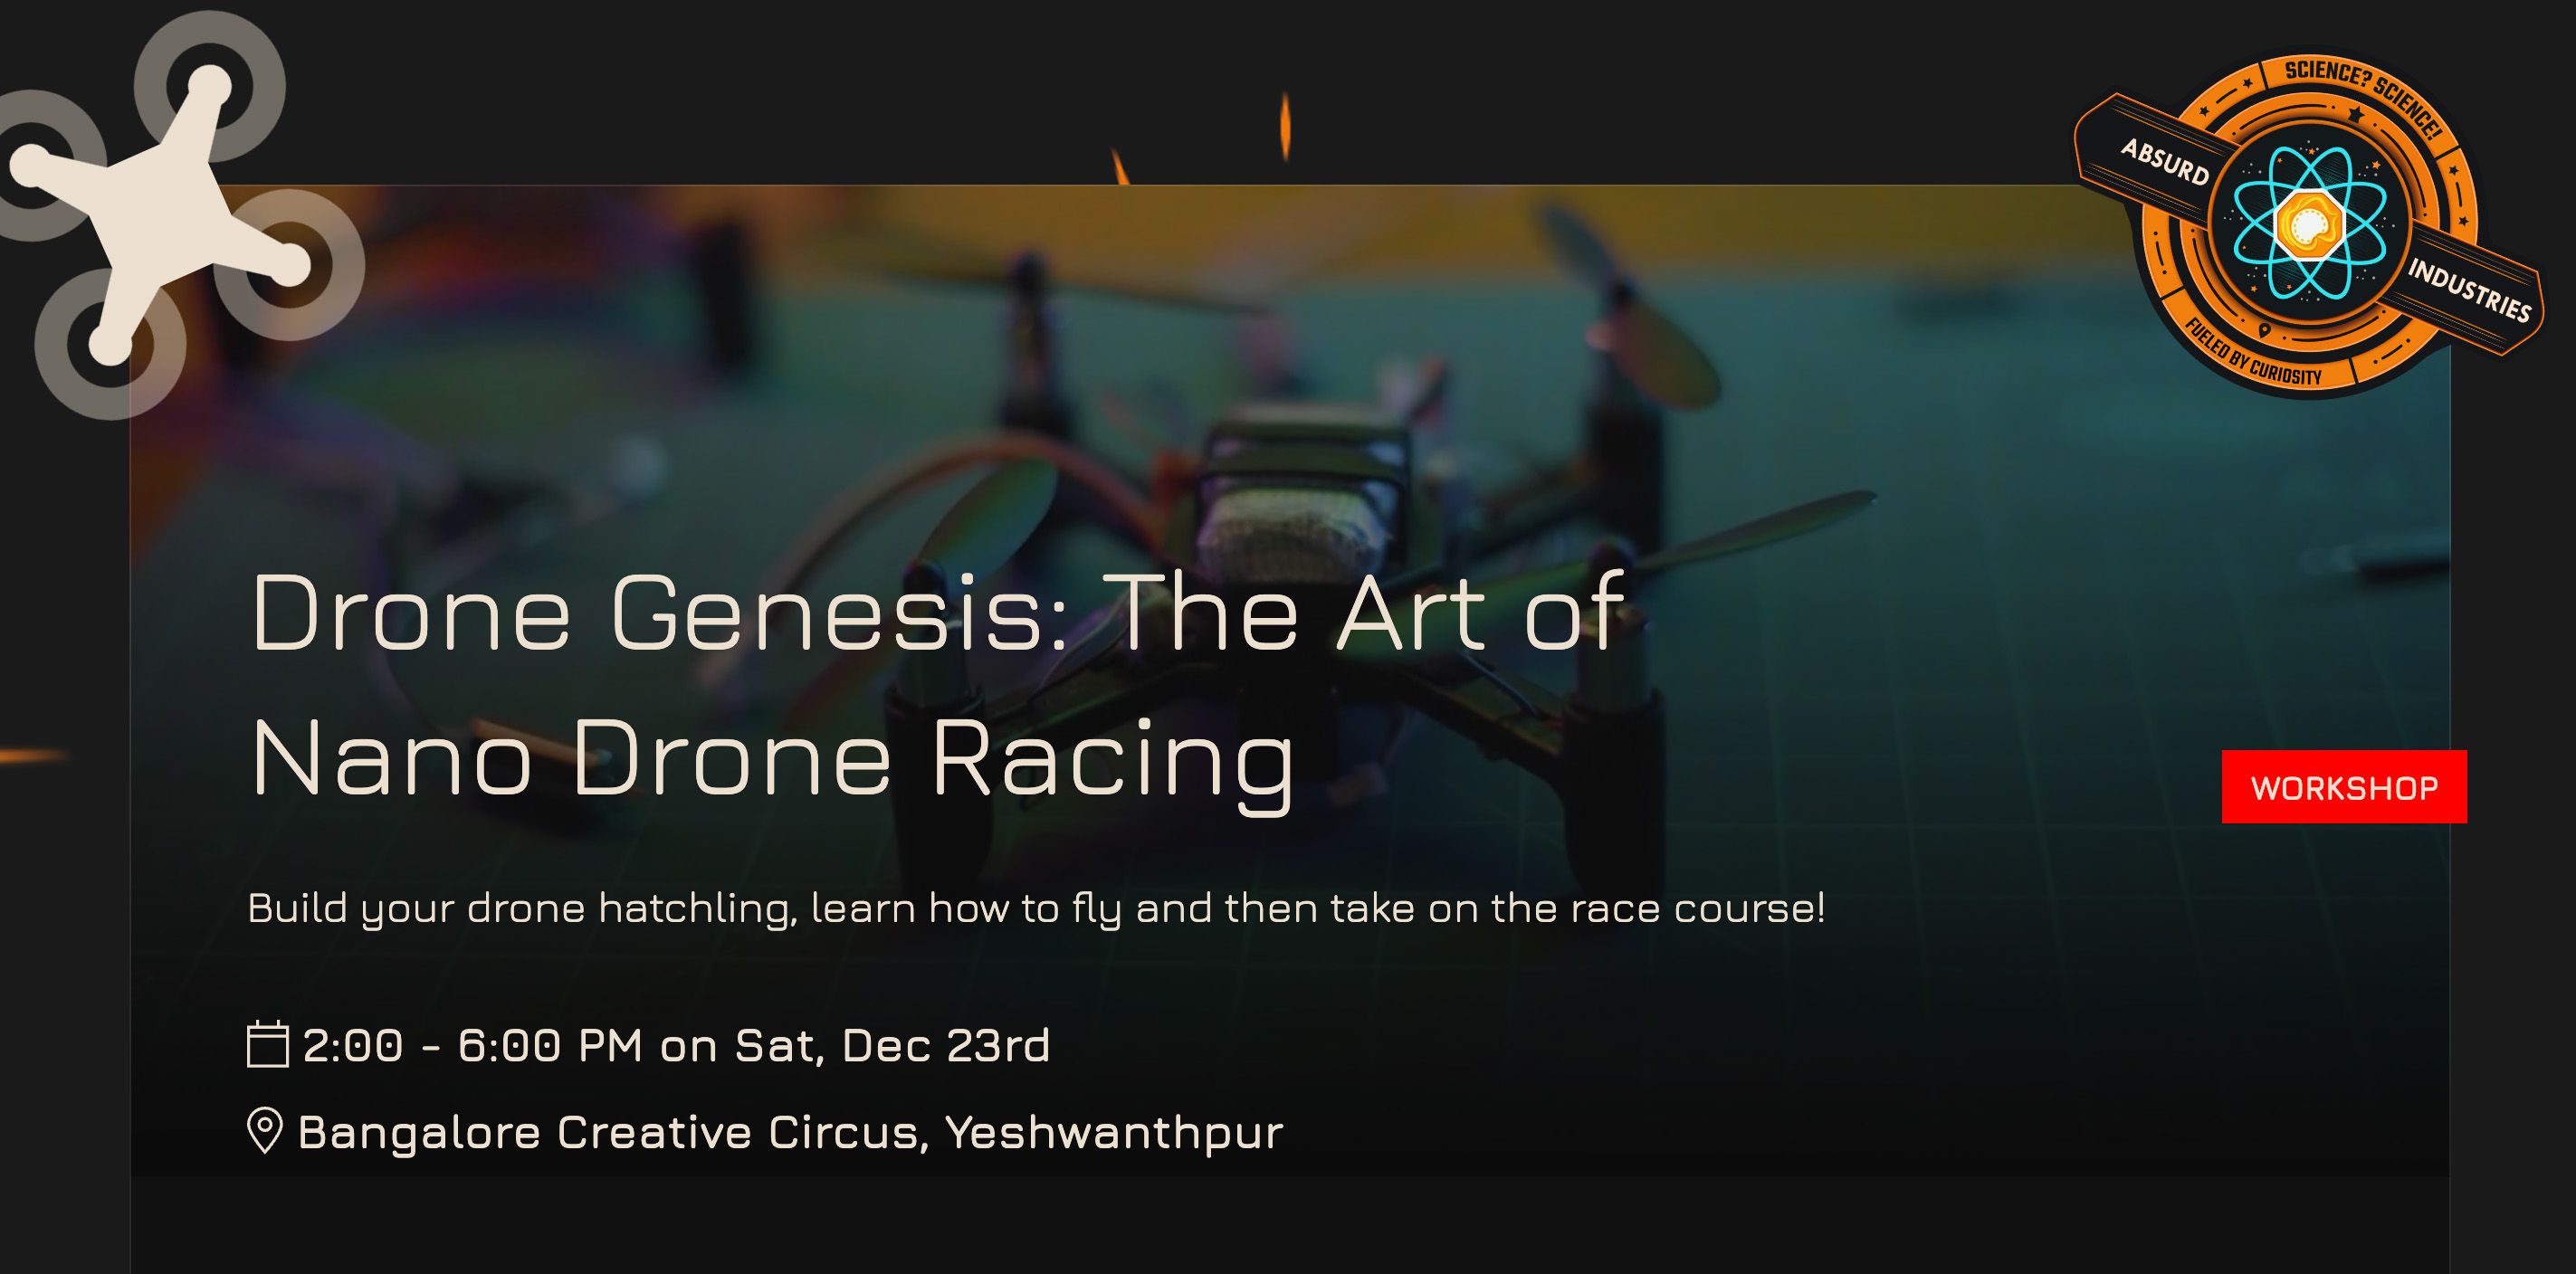 SCIENCE? SCIENCE!
ABSURD
INDUSTRIES
FUELED BY CURIOSITY
Drone Genesis: The Art of
Nano Drone Racing
WORKSHOP
Build your drone hatchling, learn how to fly and then take on the race course!
2:00 - 6:00 PM on Sat, Dec 23rd
Bangalore Creative Circus, Yeshwanthpur